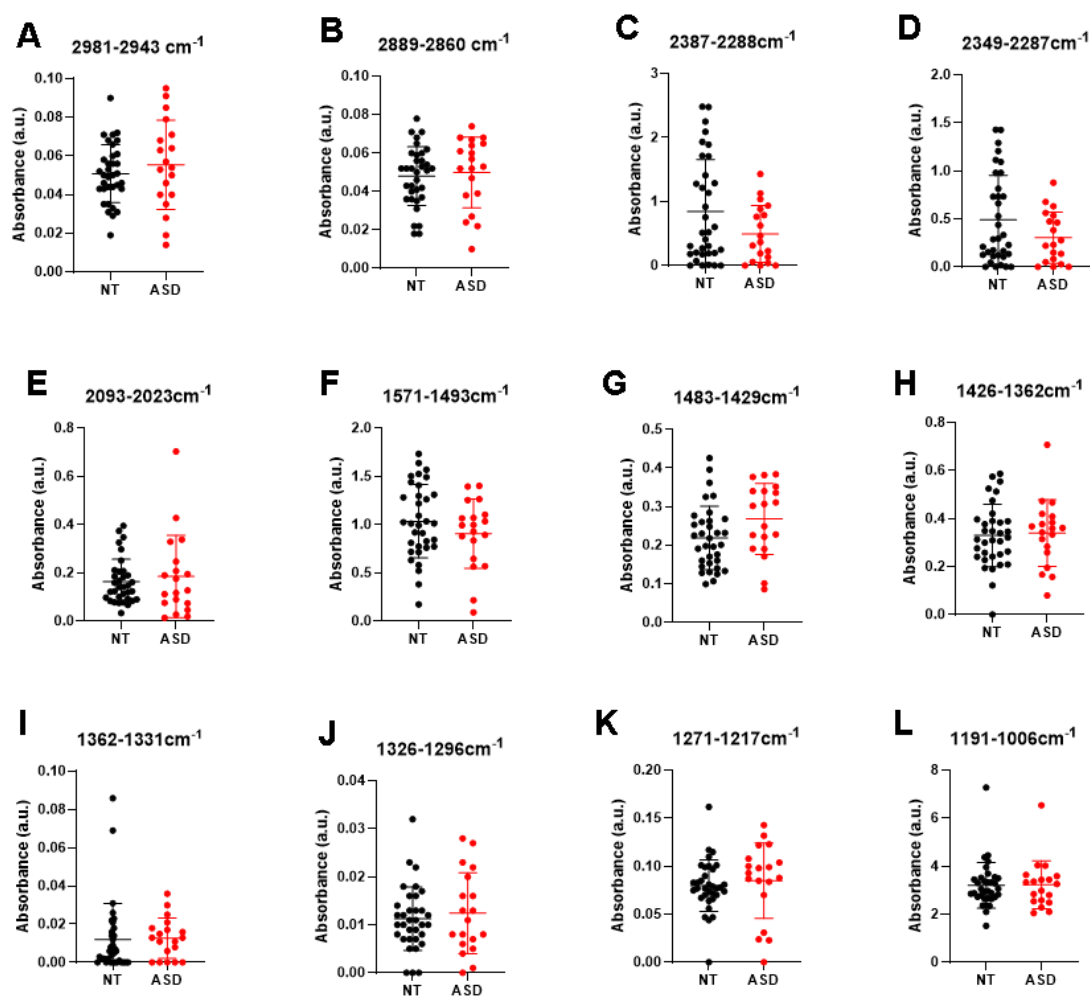 A
2981-2943 cm-1
Absorbance (a.u.)
0.10
0.08
0.06
0.04
0.02
0.00
NT ASD
B
2889-2860 cm-1
Absorbance (a.u.)
0.10
0.08
0.06
0.04
0.02
0.00
NT ASD
C
2387-2288cm-1
Absorbance (a.u.)
3
2
1
0
NT ASD
D
2349-2287cm-1
Absorbance (a.u.)
2.0
1.5
1.0
0.5
0.0
NT ASD
E
2093-2023cm-1
Absorbance (a.u.)
0.8
0.6
0.4
0.2
0.0
NT ASD
F
1571-1493cm-1
Absorbance (a.u.)
2.0
1.5
1.0
0.5
0.0
NT ASD
G
1483-1429cm-1
Absorbance (a.u.)
0.5
0.4
0.3
0.2
0.1
0.0
NT ASD
H
1426-1362cm-1
Absorbance (a.u.)
0.8
0.6
0.4
0.2
0.0
NT ASD
I
1362-1331cm-1
Absorbance (a.u.)
0.10
0.08
0.06
0.04
0.02
0.00
NT ASD
J
1326-1296cm-1
Absorbance (a.u.)
0.04
0.03
0.02
0.01
0.00
NT ASD
K
1271-1217cm-1
Absorbance (a.u.)
0.20
0.15
0.10
0.05
0.00
NT ASD
L
1191-1006cm-1
Absorbance (a.u.)
8
6
4
2
0
NT ASD